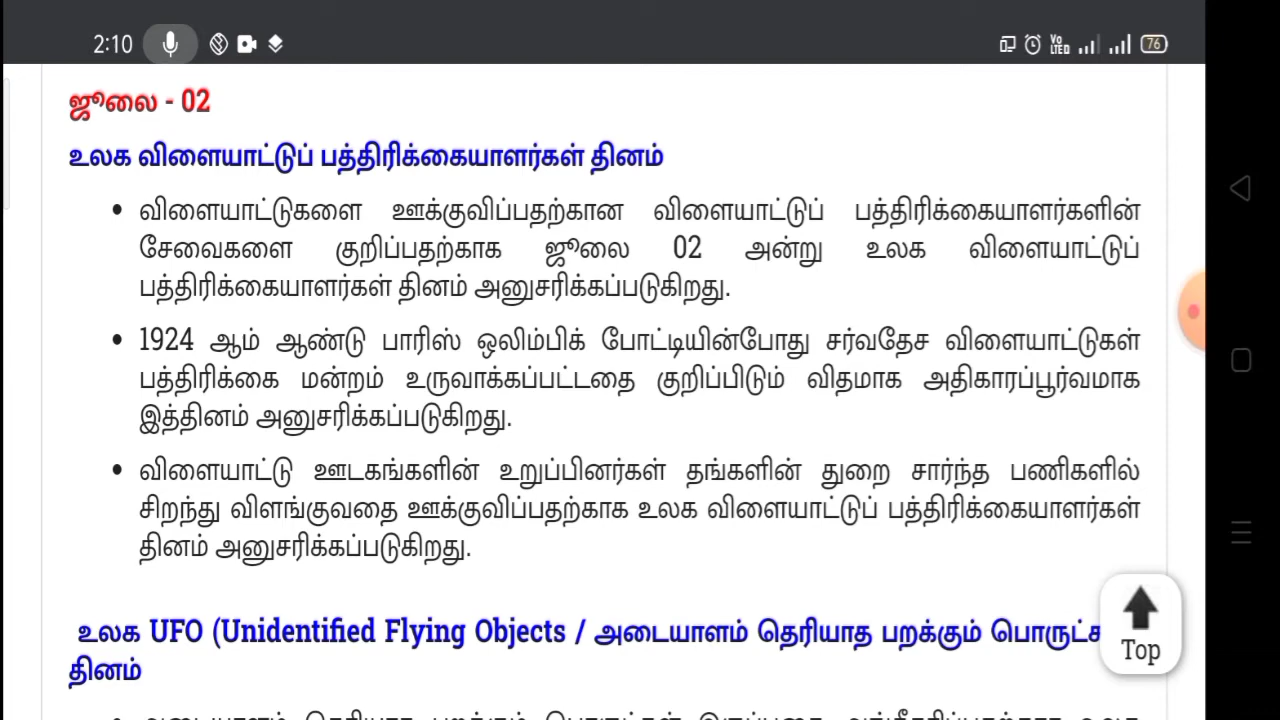 2:10
Vo LTED
76
ஜூலை - 02
உலக விளையாட்டுப் பத்திரிக்கையாளர்கள் தினம்
• விளையாட்டுகளை ஊக்குவிப்பதற்கான விளையாட்டுப் பத்திரிக்கையாளர்களின்
சேவைகளை குறிப்பதற்காக ஜூலை 02 அன்று உலக விளையாட்டுப்
பத்திரிக்கையாளர்கள் தினம் அனுசரிக்கப்படுகிறது.
• 1924 ஆம் ஆண்டு பாரிஸ் ஒலிம்பிக் போட்டியின்போது சர்வதேச விளையாட்டுகள்
பத்திரிக்கை மன்றம் உருவாக்கப்பட்டதை குறிப்பிடும் விதமாக அதிகாரப்பூர்வமாக
இத்தினம் அனுசரிக்கப்படுகிறது.
• விளையாட்டு ஊடகங்களின் உறுப்பினர்கள் தங்களின் துறை சார்ந்த பணிகளில்
சிறந்து விளங்குவதை ஊக்குவிப்பதற்காக உலக விளையாட்டுப் பத்திரிக்கையாளர்கள்
தினம் அனுசரிக்கப்படுகிறது.
உலக UFO (Unidentified Flying Objects / அடையாளம் தெரியாத பறக்கும்
தினம்
Top